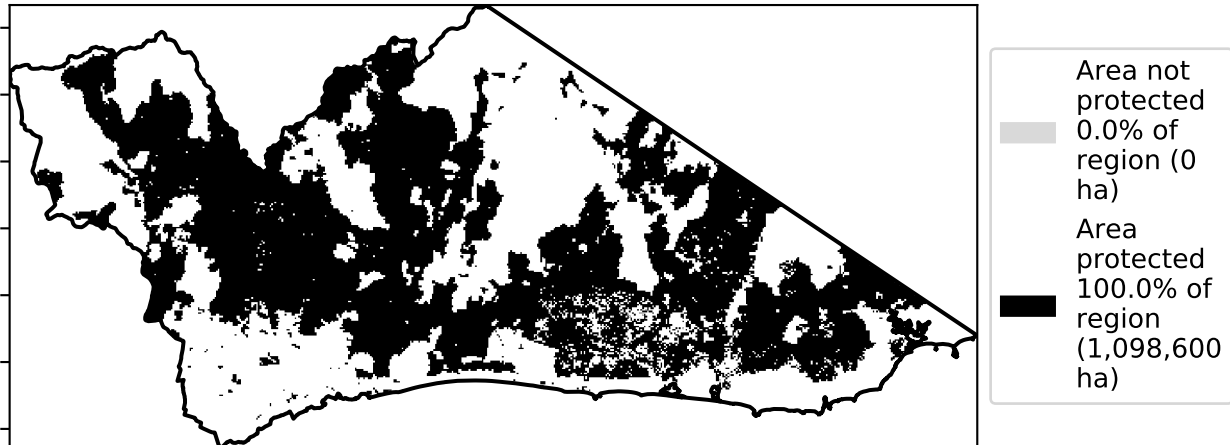 Area not
protected
0.0% of
region (0
ha)
Area
protected
100.0% of
region
(1,098,600
ha)